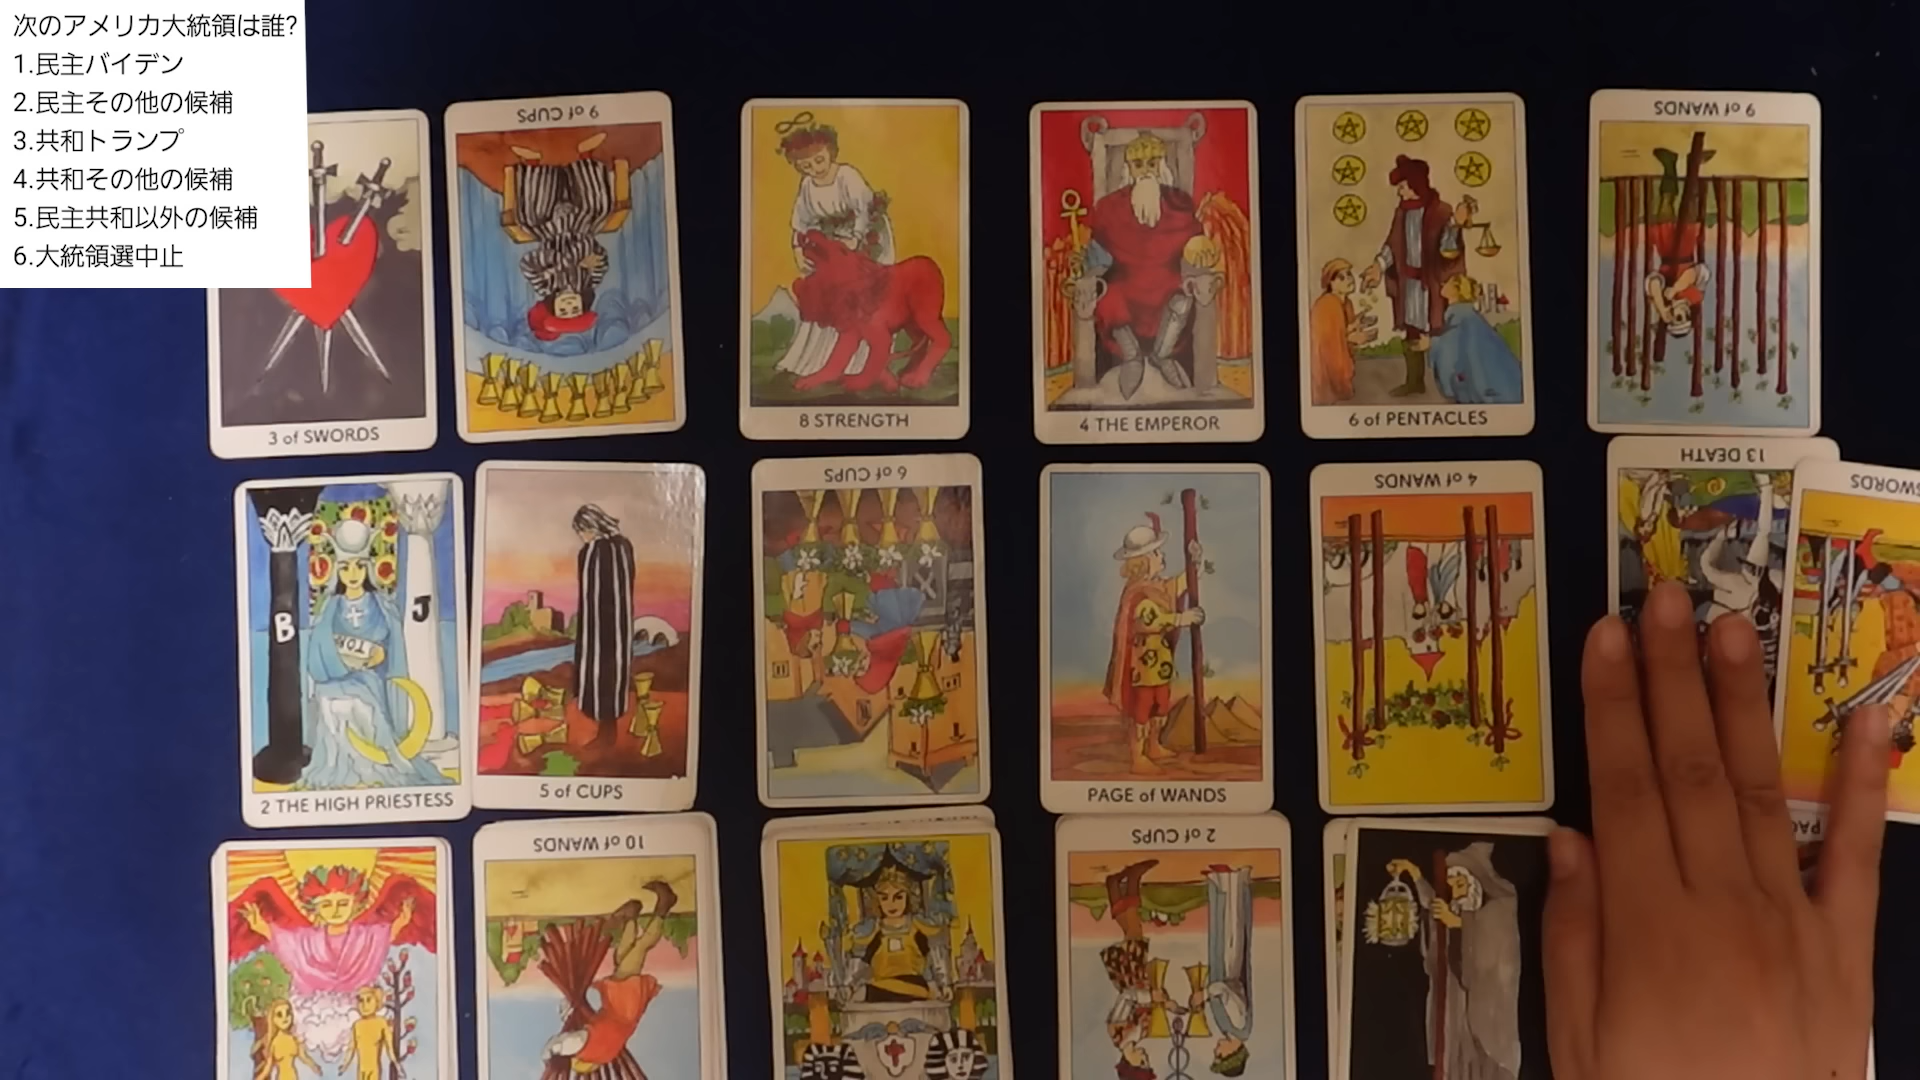 次のアメリカ大統領は誰?
1.民主バイデン
2.民主その他の候補
3.共和トランプ
4.共和その他の候補
5.民主共和以外の候補
6.大統領選中止
3 of SWORDS
9 of CUPS
8 STRENGTH
4 THE EMPEROR
6 of PENTACLES
9 of WANDS
B
J
2 THE HIGH PRIESTESS
5 of CUPS
6 of CUPS
PAGE of WANDS
4 of WANDS
13 DEATH
SWORDS
10 of WANDS
2 of CUPS